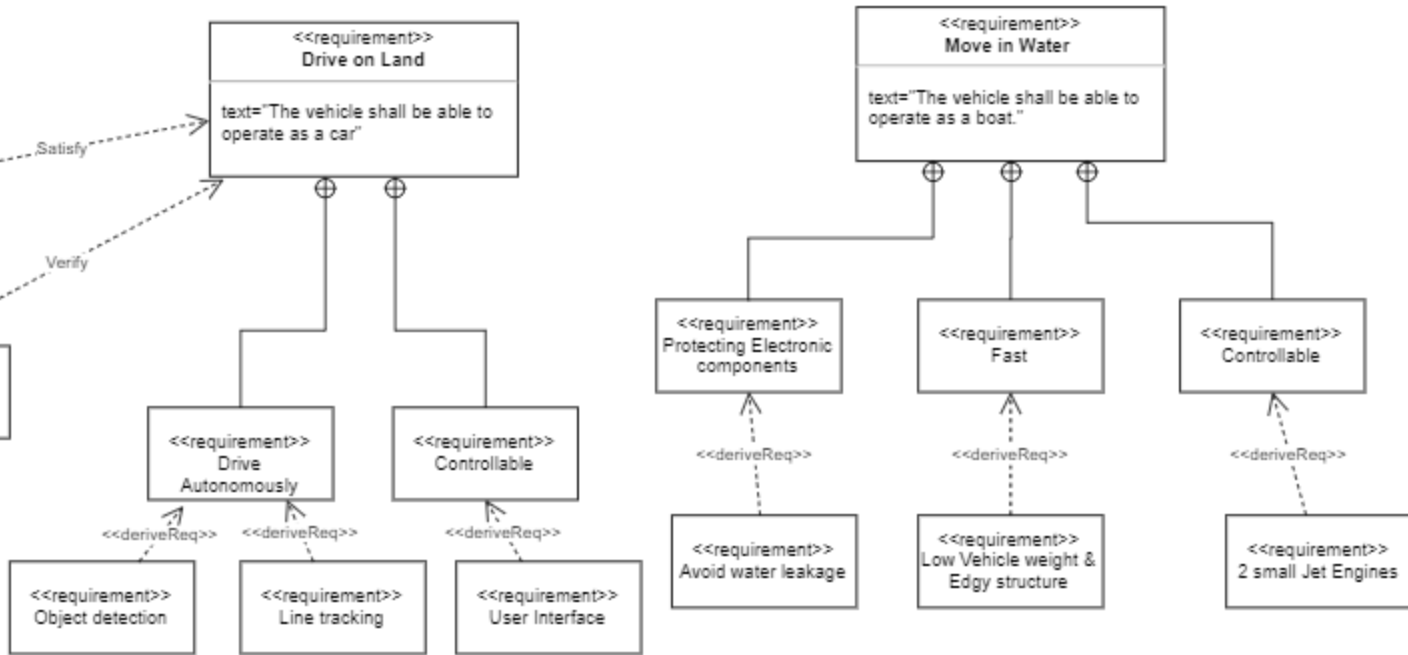 <<requirement>>
Drive on Land
text="The vehicle shall be able to
operate as a car"
Satisfy
Verify
<<requirement>>
Drive
Autonomously
<<requirement>>
Controllable
<<deriveReq>>
<<deriveReq>>
<<deriveReq>>
<<requirement>>
Object detection
<<requirement>>
Line tracking
<<requirement>>
User Interface
<<requirement>>
Move in Water
text="The vehicle shall be able to
operate as a boat."
<<requirement>>
Protecting Electronic
components
<<requirement>>
Fast
<<requirement>>
Controllable
<<deriveReq>>
<<deriveReq>>
<<deriveReq>>
<<requirement>>
Avoid water leakage
<<requirement>>
Low Vehicle weight &
Edgy structure
<<requirement>>
2 small Jet Engines